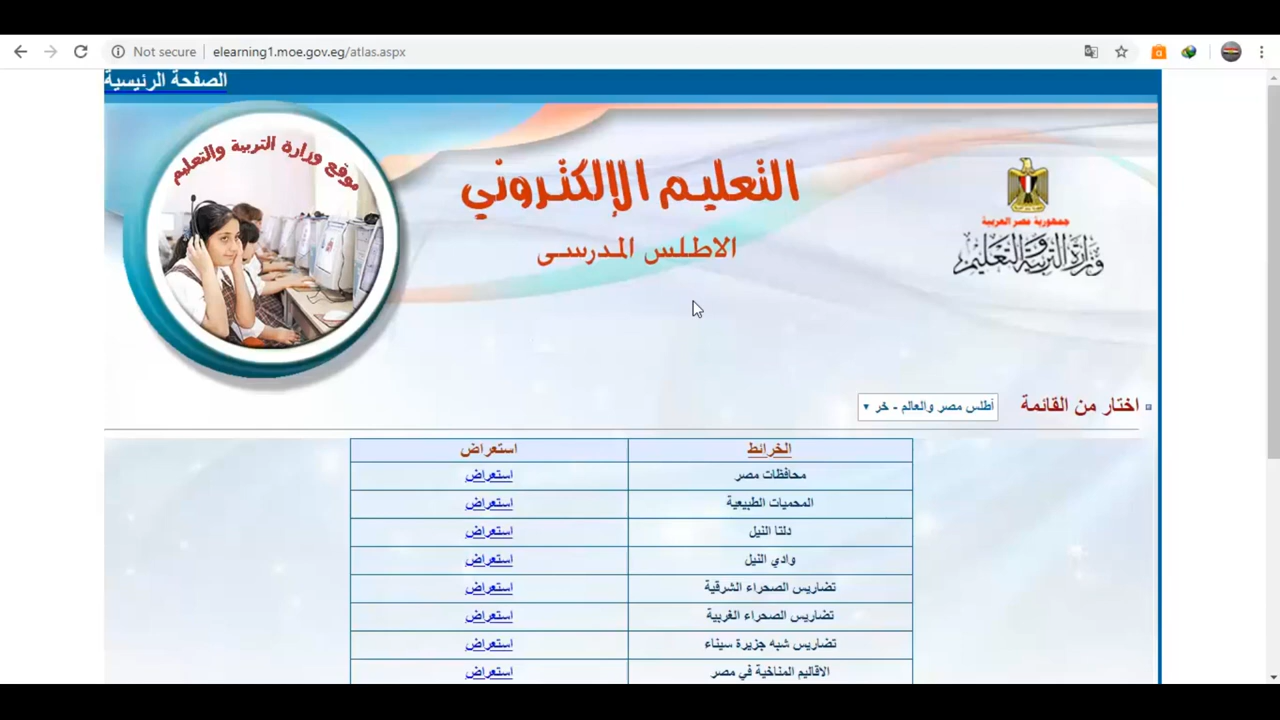 Not secure | elearning1.moe.gov.eg/atlas.aspx
الصفحة الرئيسية
موقع وزارة التربية والتعليم
التعليم الإلكتروني
الاطلس المدرسى
جمهورية مصر العربية
وزارة التربية والتعليم
اختار من القائمة
أطلس مصر والعالم - خر
الخرائط استعراض
محافظات مصر استعراض
المحميات الطبيعية استعراض
دلتا النيل استعراض
وادي النيل استعراض
تضاريس الصحراء الشرقية استعراض
تضاريس الصحراء الغربية استعراض
تضاريس شبه جزيرة سيناء استعراض
الاقاليم المناخية في مصر استعراض